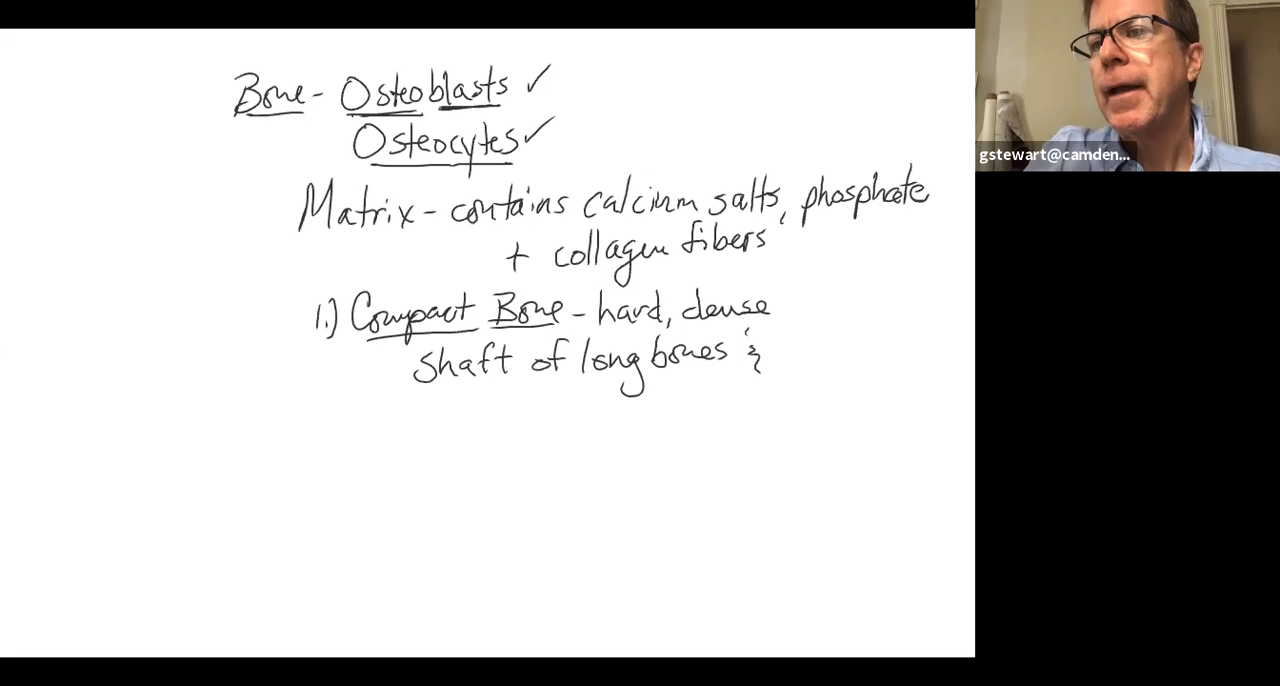 Bone - Osteoblasts ✓
Osteocytes ✓
Matrix - contains calcium salts, phosphate
+ collagen fibers
1.) Compact Bone - hard, dense
shaft of long bones &
gstewart@camden...